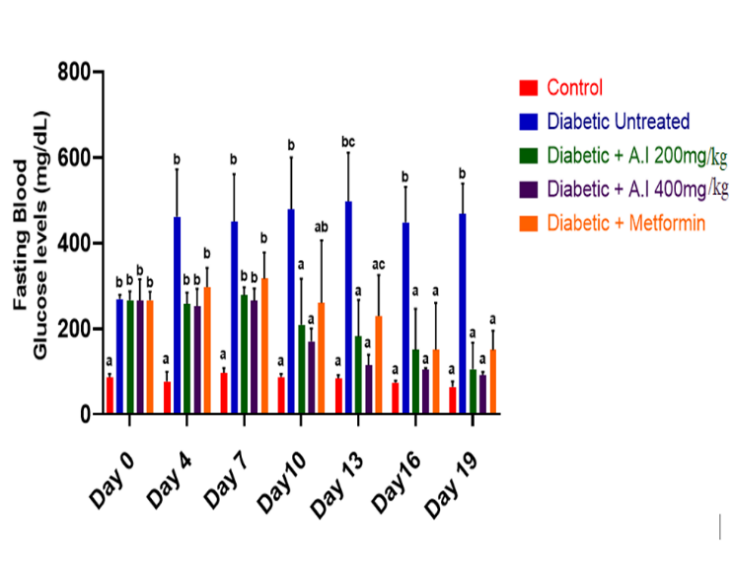 800
600
400
200
0
Fasting Blood
Glucose levels (mg/dL)
a b b b b
a b b b b
a b b b b
a b a a ab
a bc a a ac
a b a a a
a b a a a
Day 0
Day 4
Day 7
Day10
Day 13
Day16
Day 19
Control
Diabetic Untreated
Diabetic + A.I 200mg/kg
Diabetic + A.I 400mg/kg
Diabetic + Metformin